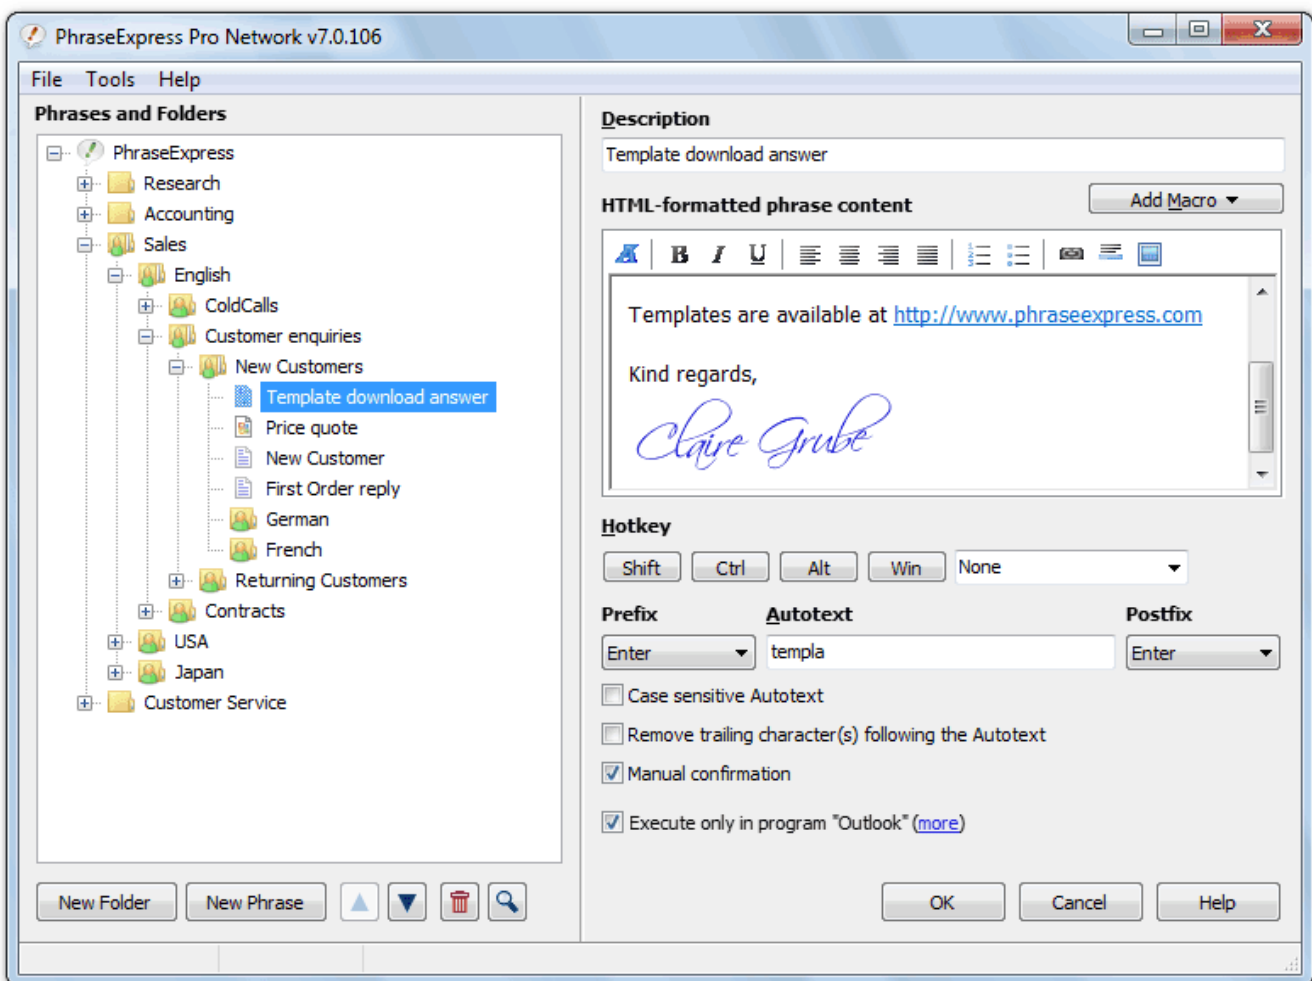 PhraseExpress Pro Network v7.0.106
File Tools Help
Phrases and Folders
PhraseExpress
Research
Accounting
Sales
English
ColdCalls
Customer enquiries
New Customers
Template download answer
Price quote
New Customer
First Order reply
German
French
Returning Customers
Contracts
USA
Japan
Customer Service
New Folder New Phrase
Description
Template download answer
HTML-formatted phrase content Add Macro
B I U
Templates are available at http://www.phraseexpress.com
Kind regards,
Claire Grube
Hotkey
Shift Ctrl Alt Win None
Prefix Autotext Postfix
Enter templa Enter
Case sensitive Autotext
Remove trailing character(s) following the Autotext
Manual confirmation
Execute only in program "Outlook" (more)
OK Cancel Help